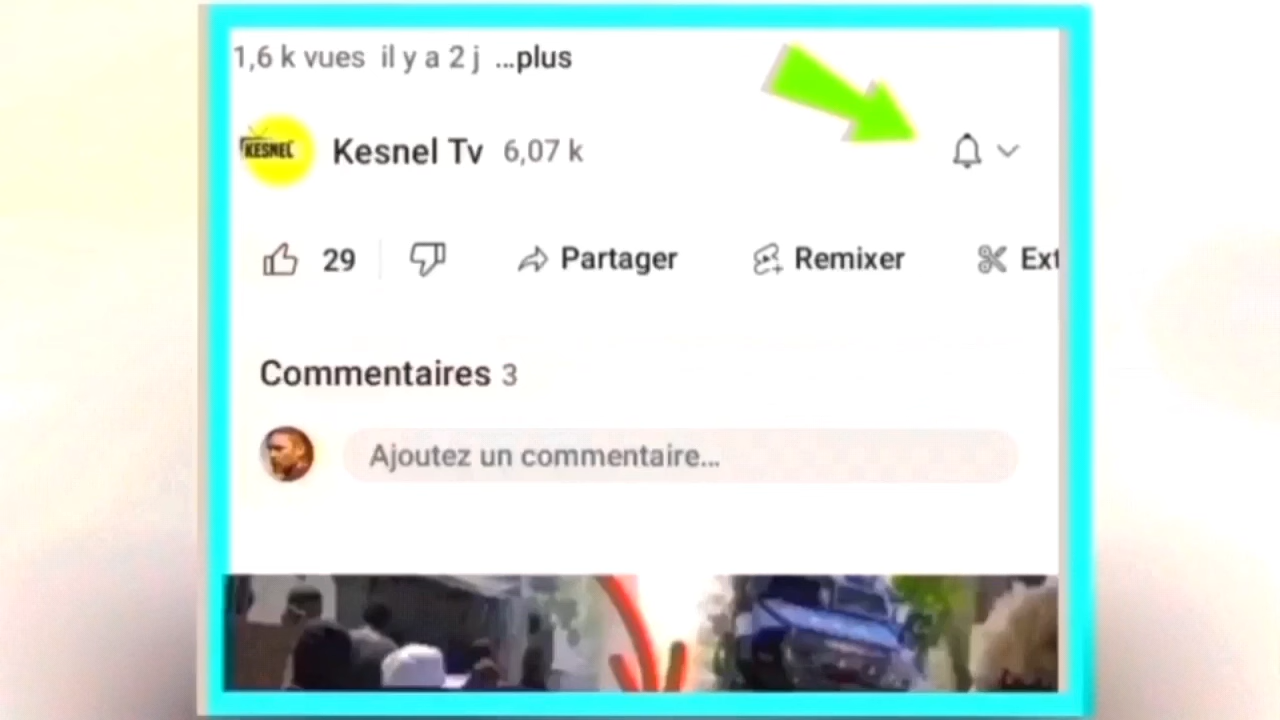 1,6 k vues il y a 2 j ...plus
KESNEL
Kesnel Tv 6,07 k
29 Partager Remixer Ext
Commentaires 3
Ajoutez un commentaire...